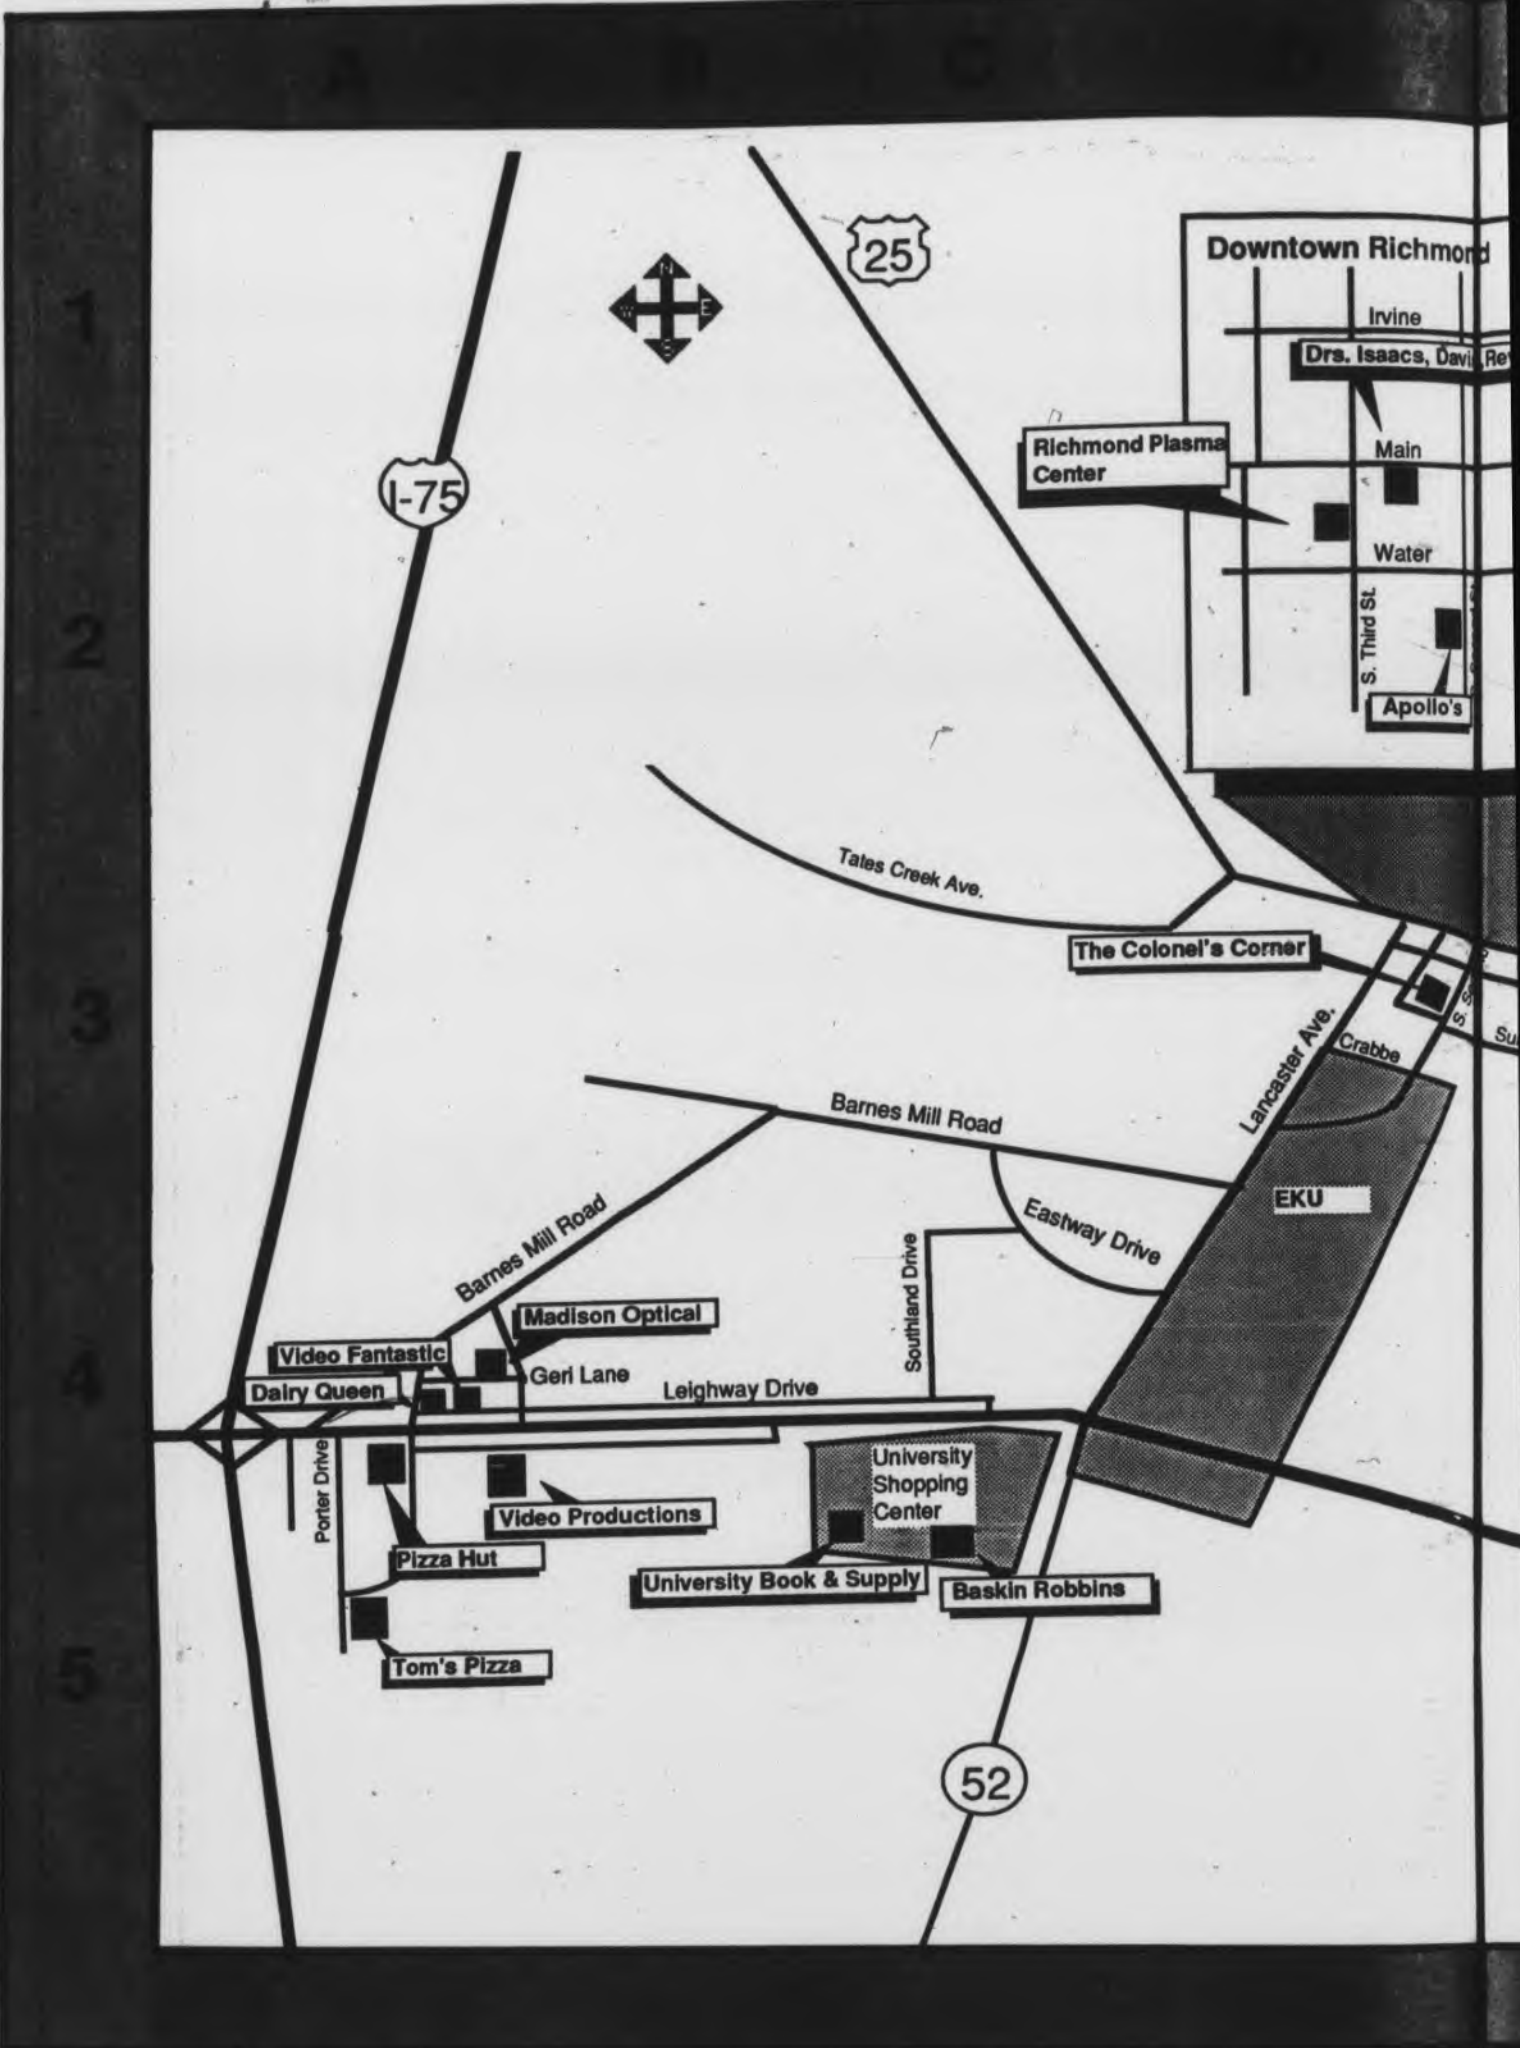 A B C D
1
2
3
4
5
N
W E
S
25
I-75
Downtown Richmond
Irvine
Drs. Isaacs, Davis,
Richmond Plasma
Center
Main
Water
S. Third St.
Apollo's
Tates Creek Ave.
The Colonel's Corner
Lancaster Ave.
Crabbe
Barnes Mill Road
EKU
Eastway Drive
Southland Drive
Barnes Mill Road
Madison Optical
Video Fantastic
Geri Lane
Dairy Queen
Leighway Drive
Porter Drive
University
Shopping
Center
Video Productions
Pizza Hut
University Book & Supply
Baskin Robbins
Tom's Pizza
52